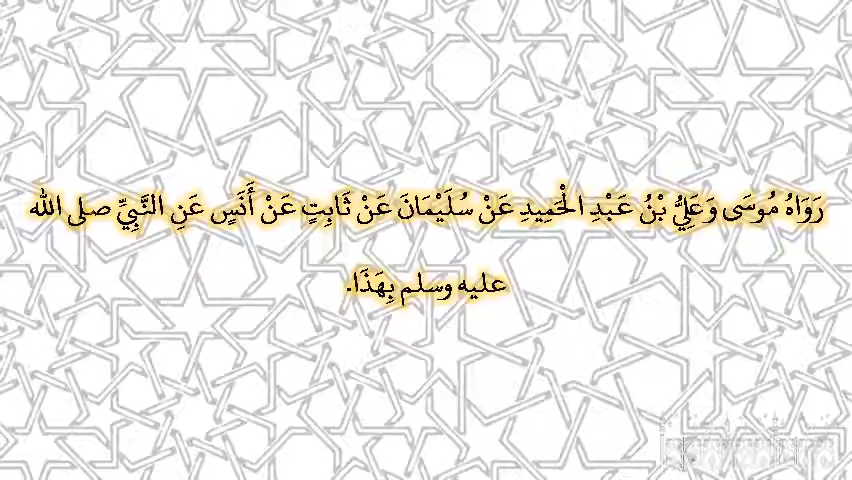 رَوَاهُ مُوسَى وَعَلِيُّ بْنُ عَبْدِ الْحَمِيدِ عَنْ سُلَيْمَانَ عَنْ ثَابِتٍ عَنْ أَنَسٍ عَنِ النَّبِيِّ صلى الله
عليه وسلم بِهَذَا.